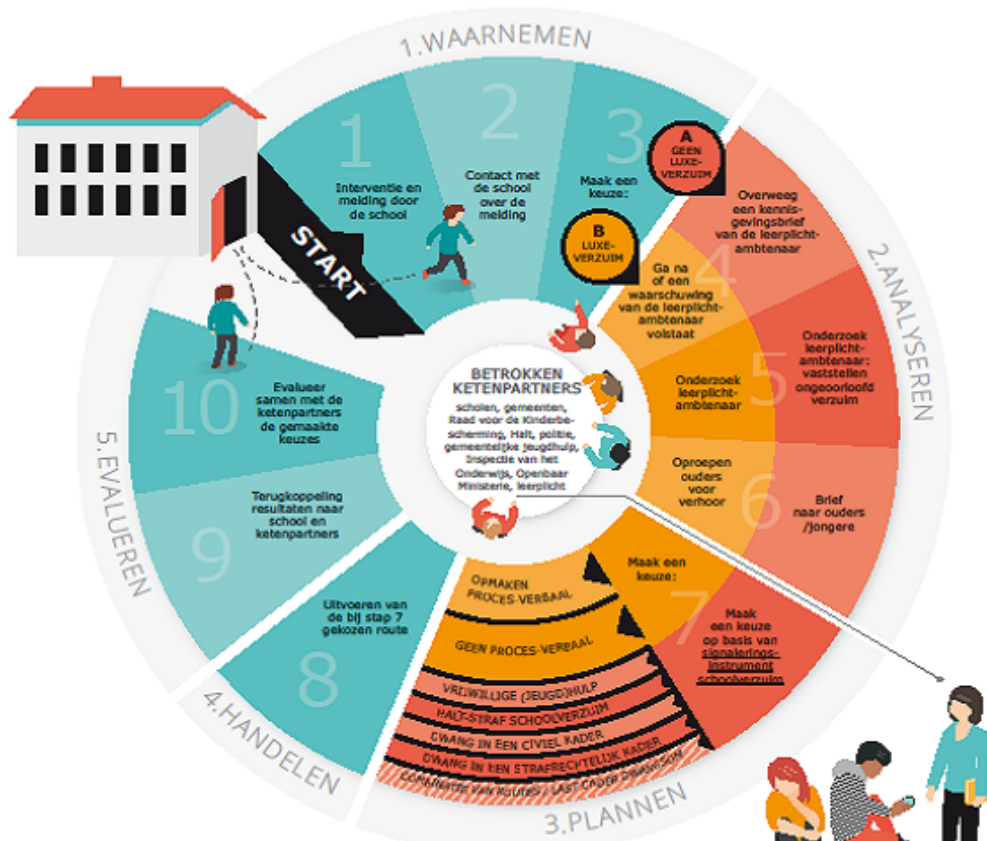 1.WAARNEMEN
1
Interventie en
melding door
de school
START
2
Contact met
de school
over de
melding
3
Maak een
keuze:
A
GEEN
LUXE-
VERZUIM
B
LUXE-
VERZUIM
2.ANALYSEREN
4
Overweeg
een kennis-
gevingsbrief
van de leerplicht-
ambtenaar
Ga na
of een
waarschuwing
van de leerplicht-
ambtenaar
volstaat
5
Onderzoek
leerplicht-
ambtenaar:
vaststellen
ongeoorloofd
verzuim
Onderzoek
leerplicht-
ambtenaar
6
Brief
naar ouders
/jongere
Oproepen
ouders
voor
verhoor
3.PLANNEN
7
Maak een
keuze:
Maak
een keuze
op basis van
signalerings-
instrument
schoolverzuim
OPMAKEN
PROCES-VERBAAL
GEEN PROCES-VERBAAL
VRIJWILLIGE (JEUGD)HULP
HALT-STRAF SCHOOLVERZUIM
DWANG IN EEN CIVIEL KADER
DWANG IN EEN STRAFRECHTELIJK KADER
VAN ROUTES / LAST
4.HANDELEN
8
Uitvoeren van
de bij stap 7
gekozen route
5.EVALUEREN
9
Terugkoppeling
resultaten naar
school en
ketenpartners
10
Evalueer
samen met de
ketenpartners
de gemaakte
keuzes
BETROKKEN
KETENPARTNERS
scholen, gemeenten,
Raad voor de Kinderbe-
scherming, Halt, politie,
gemeentelijke jeugdhulp,
Inspectie van het
Onderwijs, Openbaar
Ministerie, leerplicht